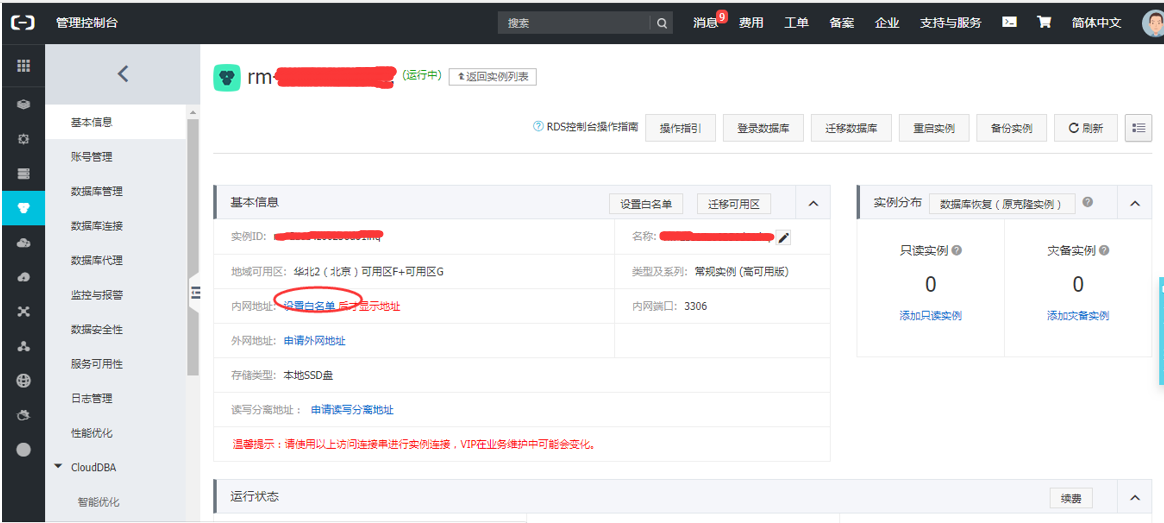 管理控制台 搜索 消息 9 费用 工单 备案 企业 支持与服务 简体中文
rm- (运行中) 返回实例列表
RDS控制台操作指南 操作指引 登录数据库 迁移数据库 重启实例 备份实例 刷新
基本信息
账号管理
数据库管理
数据库连接
数据库代理
监控与报警
数据安全性
服务可用性
日志管理
性能优化
CloudDBA
智能优化
基本信息 设置白名单 迁移可用区
实例ID: 名称:
地域可用区: 华北2（北京）可用区F+可用区G 类型及系列: 常规实例 (高可用版)
内网地址: 设置白名单 后才显示地址 内网端口: 3306
外网地址: 申请外网地址
存储类型: 本地SSD盘
读写分离地址： 申请读写分离地址
温馨提示：请使用以上访问连接串进行实例连接，VIP在业务维护中可能会变化。
实例分布 数据库恢复（原克隆实例）
只读实例 灾备实例
0 0
添加只读实例 添加灾备实例
运行状态 续费